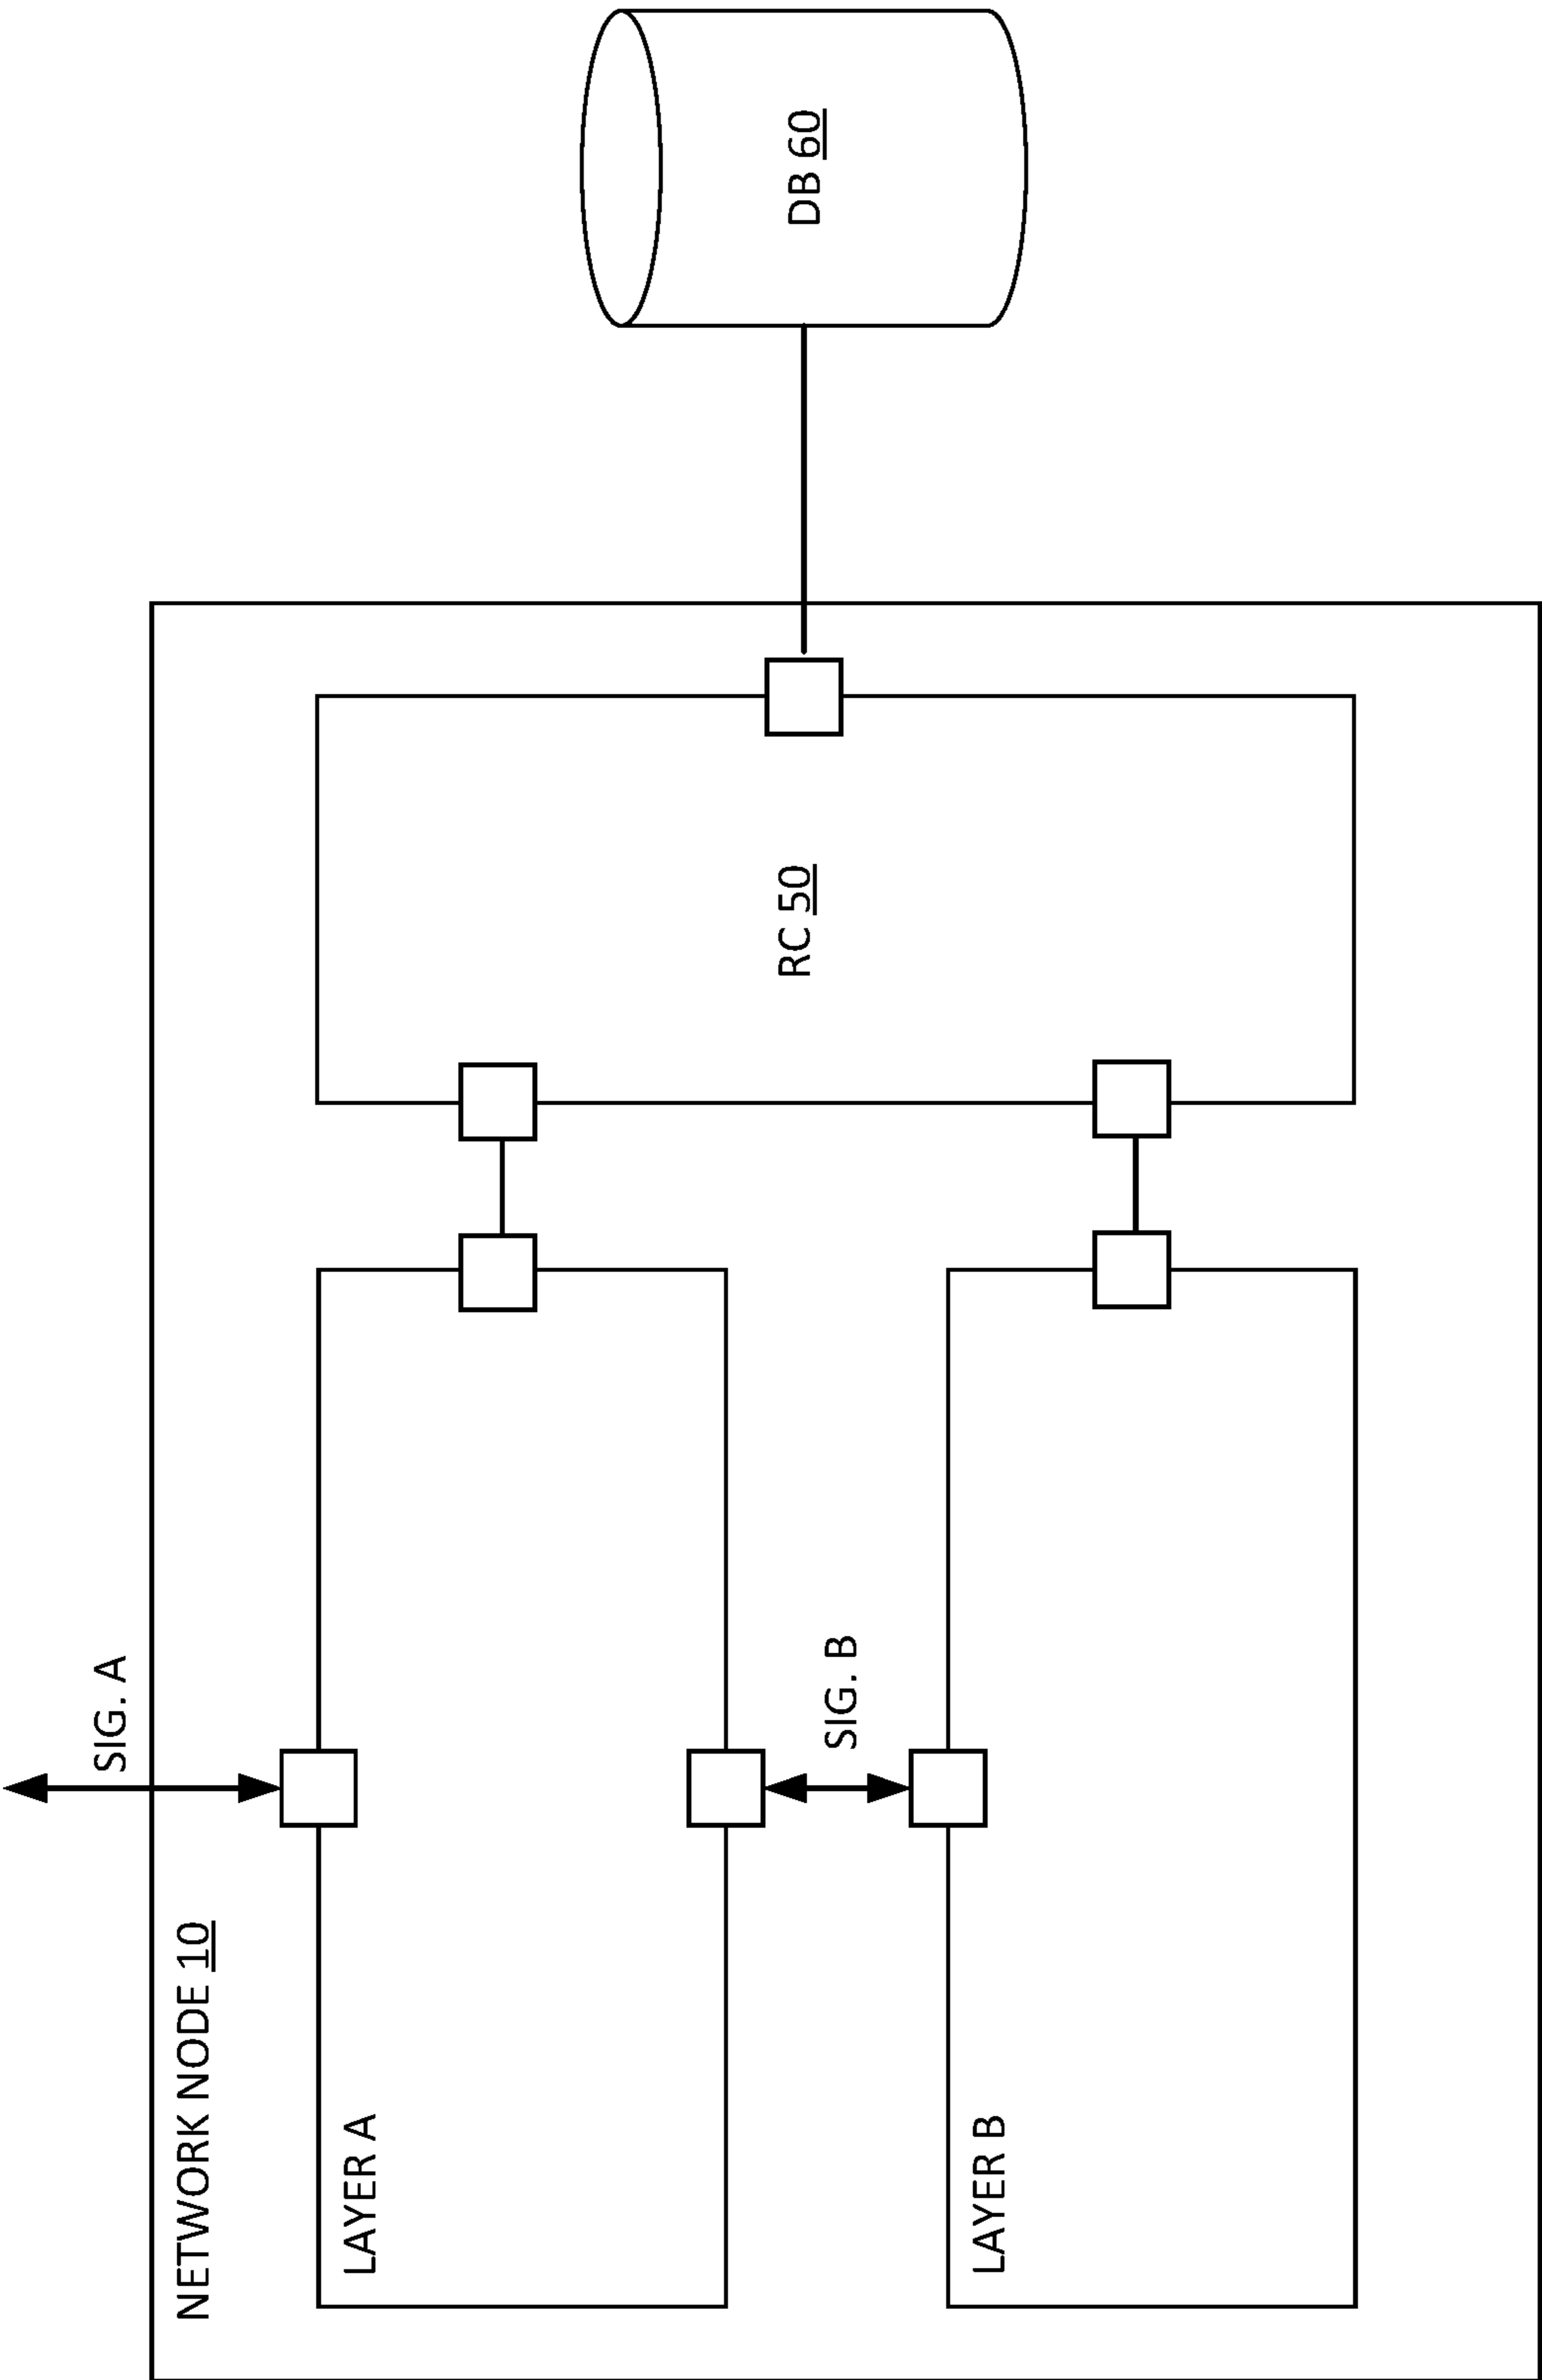 SIG. A
NETWORK NODE 10
LAYER A
RC 50
DB 60
SIG. B
LAYER B